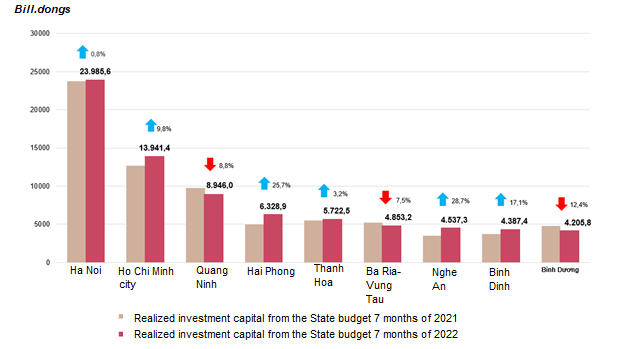 Bill.dongs
30000
25000
20000
15000
10000
5000
0
0,8%
23.985,6
9,8%
13.941,4
8,8%
8.946,0
25,7%
6.328,9
3,2%
5.722,5
7,5%
4.853,2
28,7%
4.537,3
17,1%
4.387,4
12,4%
4.205,8
Ha Noi
Ho Chi Minh
city
Quang
Ninh
Hai Phong
Thanh
Hoa
Ba Ria-
Vung
Tau
Nghe
An
Binh
Dinh
Bình Dương
Realized investment capital from the State budget 7 months of 2021
Realized investment capital from the State budget 7 months of 2022